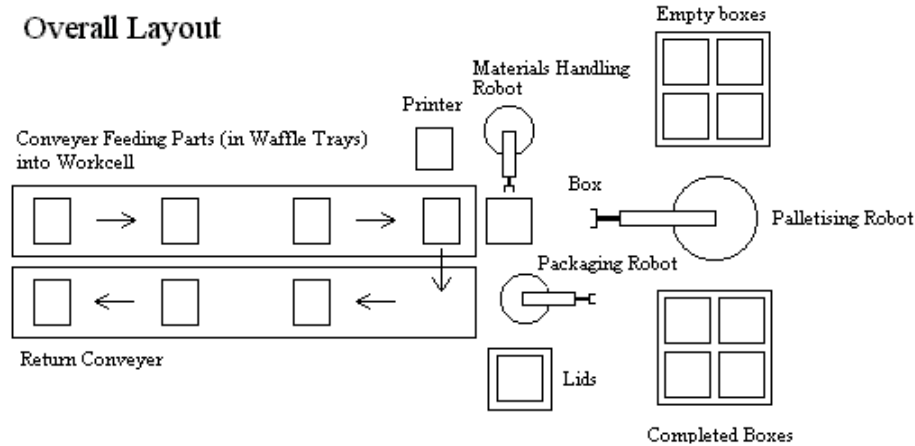 Overall Layout
Empty boxes
Materials Handling
Robot
Printer
Conveyer Feeding Parts (in Waffle Trays)
into Workcell
Box
Palletising Robot
Packaging Robot
Return Conveyer
Lids
Completed Boxes